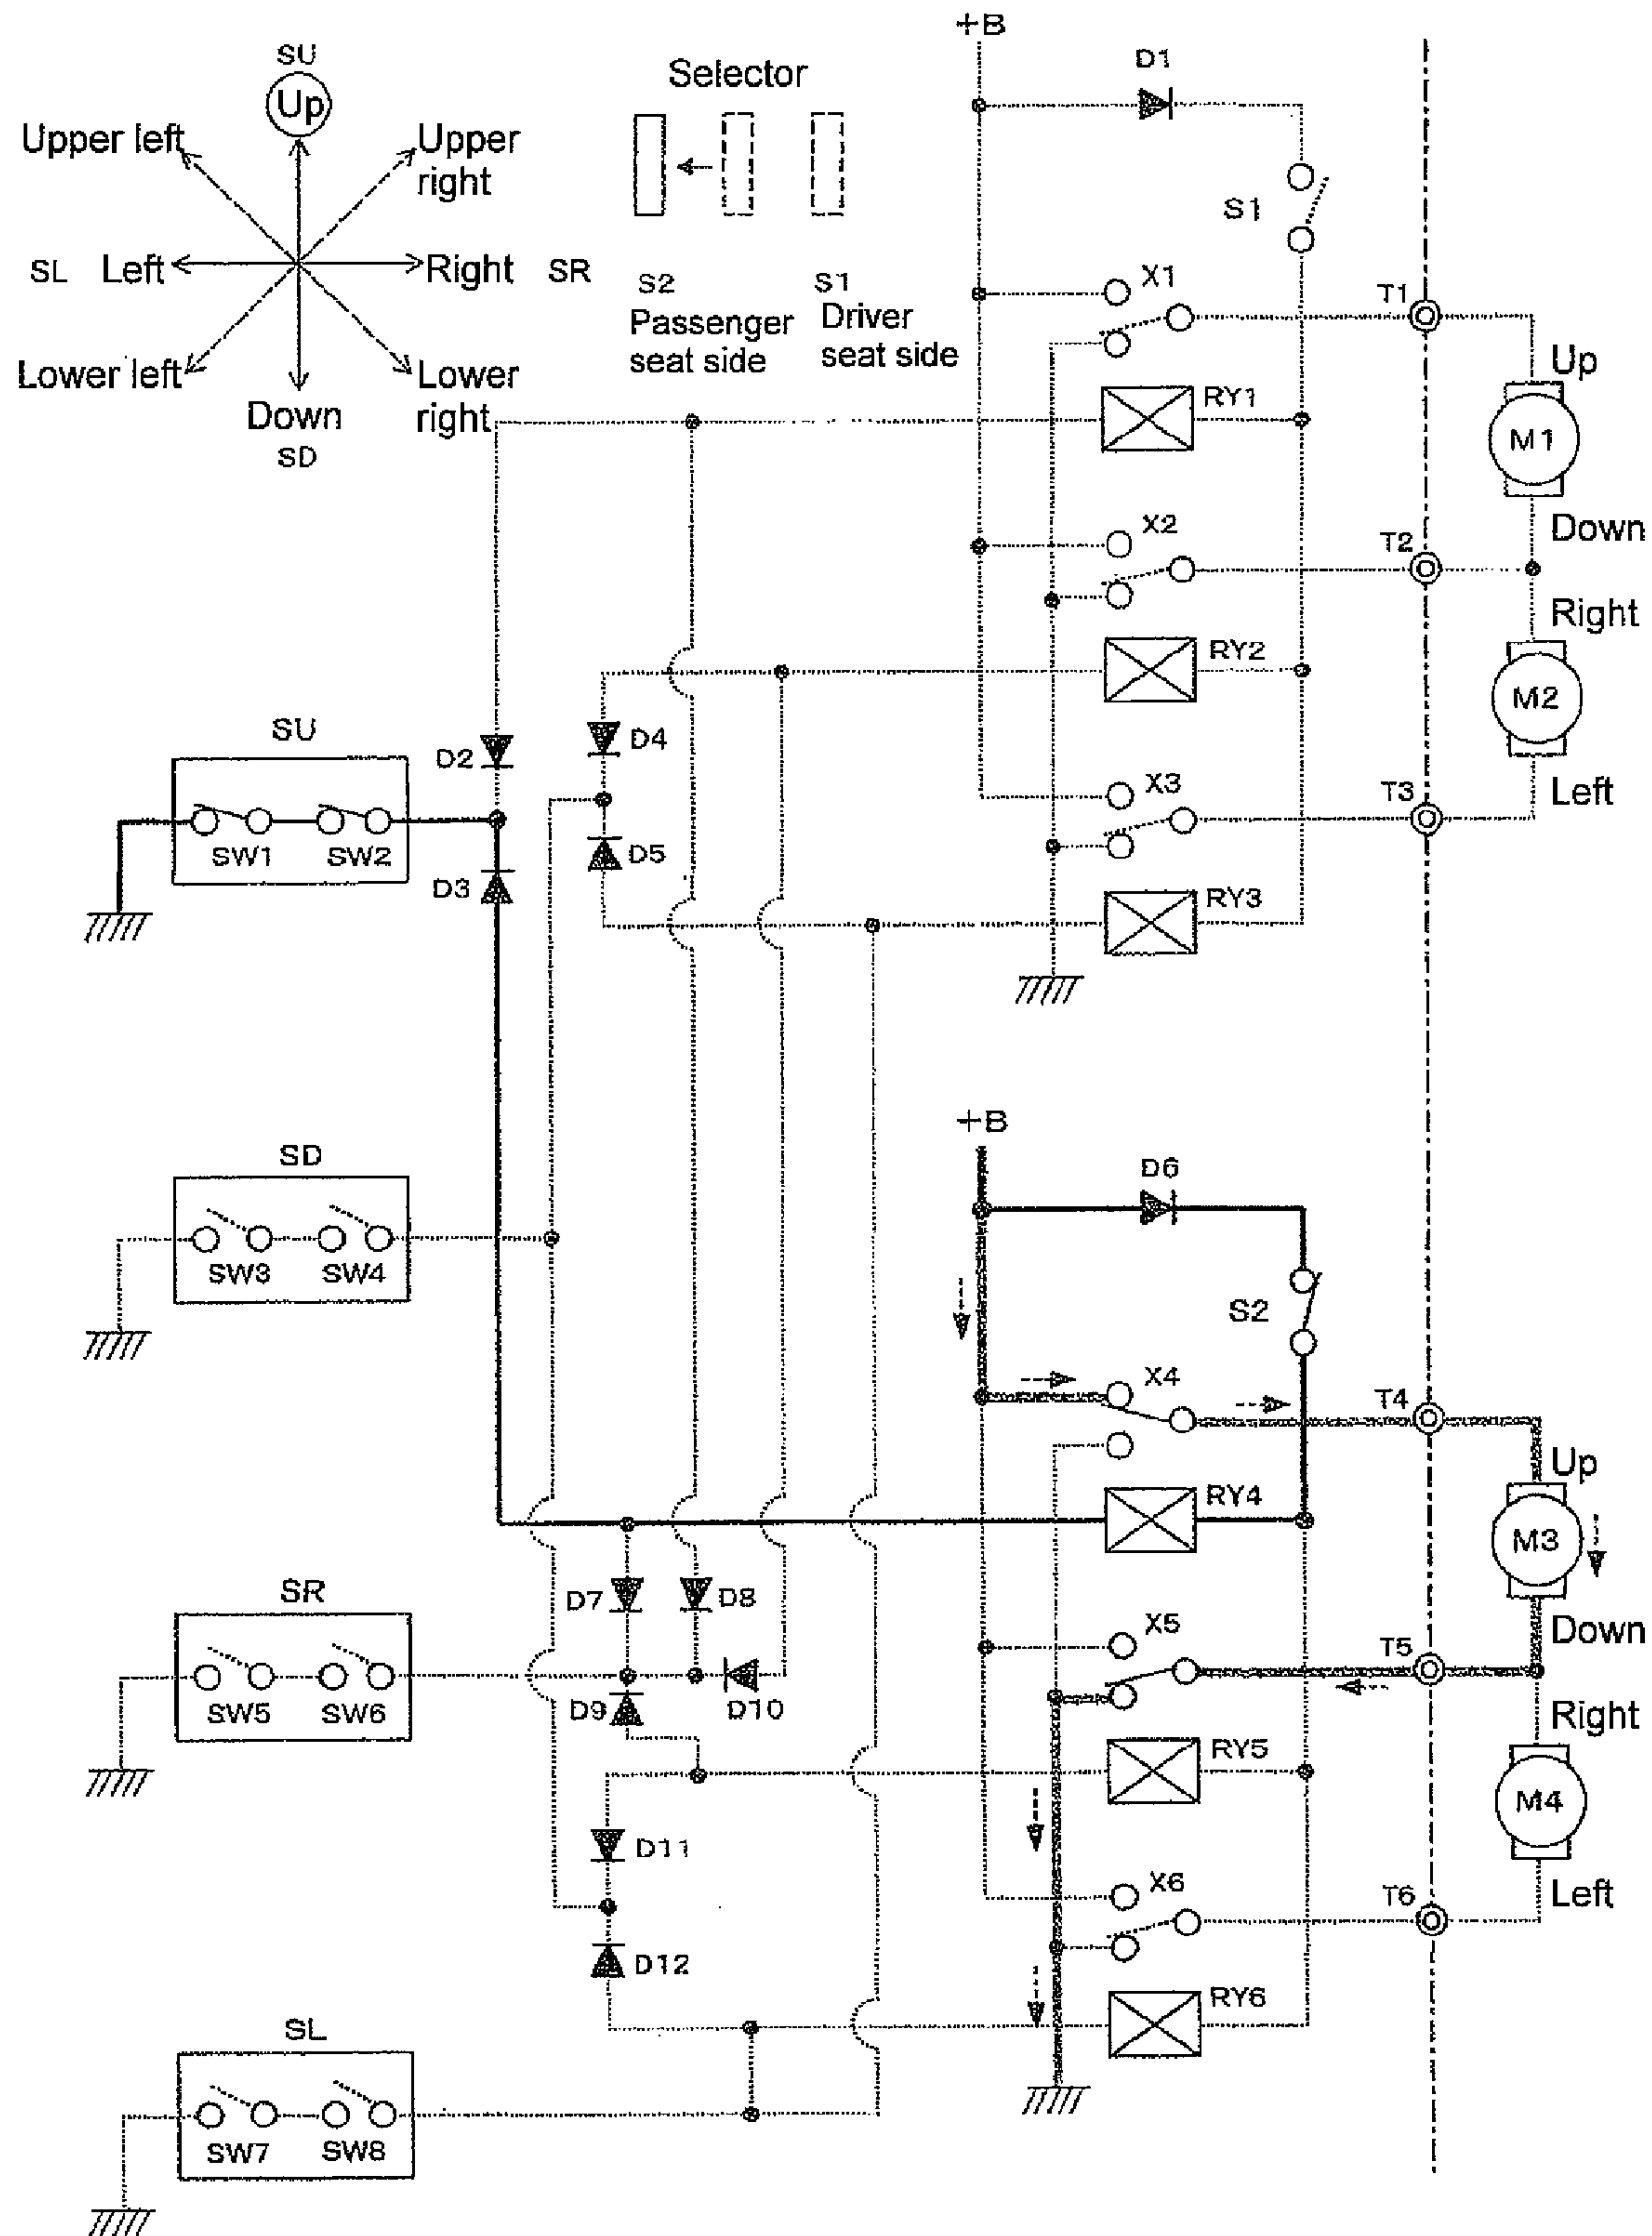 SU
Up
Upper left
Upper
right
SL
Left
Right
SR
Lower left
Lower
right
Down
SD
Selector
S2
Passenger
seat side
S1
Driver
seat side
+B
D1
S1
X1
T1
Up
RY1
M1
Down
X2
T2
Right
RY2
M2
SU
D2
D4
X3
T3
Left
SW1
SW2
D5
D3
RY3
+B
SD
D6
SW3
SW4
S2
X4
T4
Up
RY4
M3
SR
D7
D8
X5
T5
Down
SW5
SW6
D9
D10
Right
RY5
M4
D11
X6
T6
Left
D12
RY6
SL
SW7
SW8